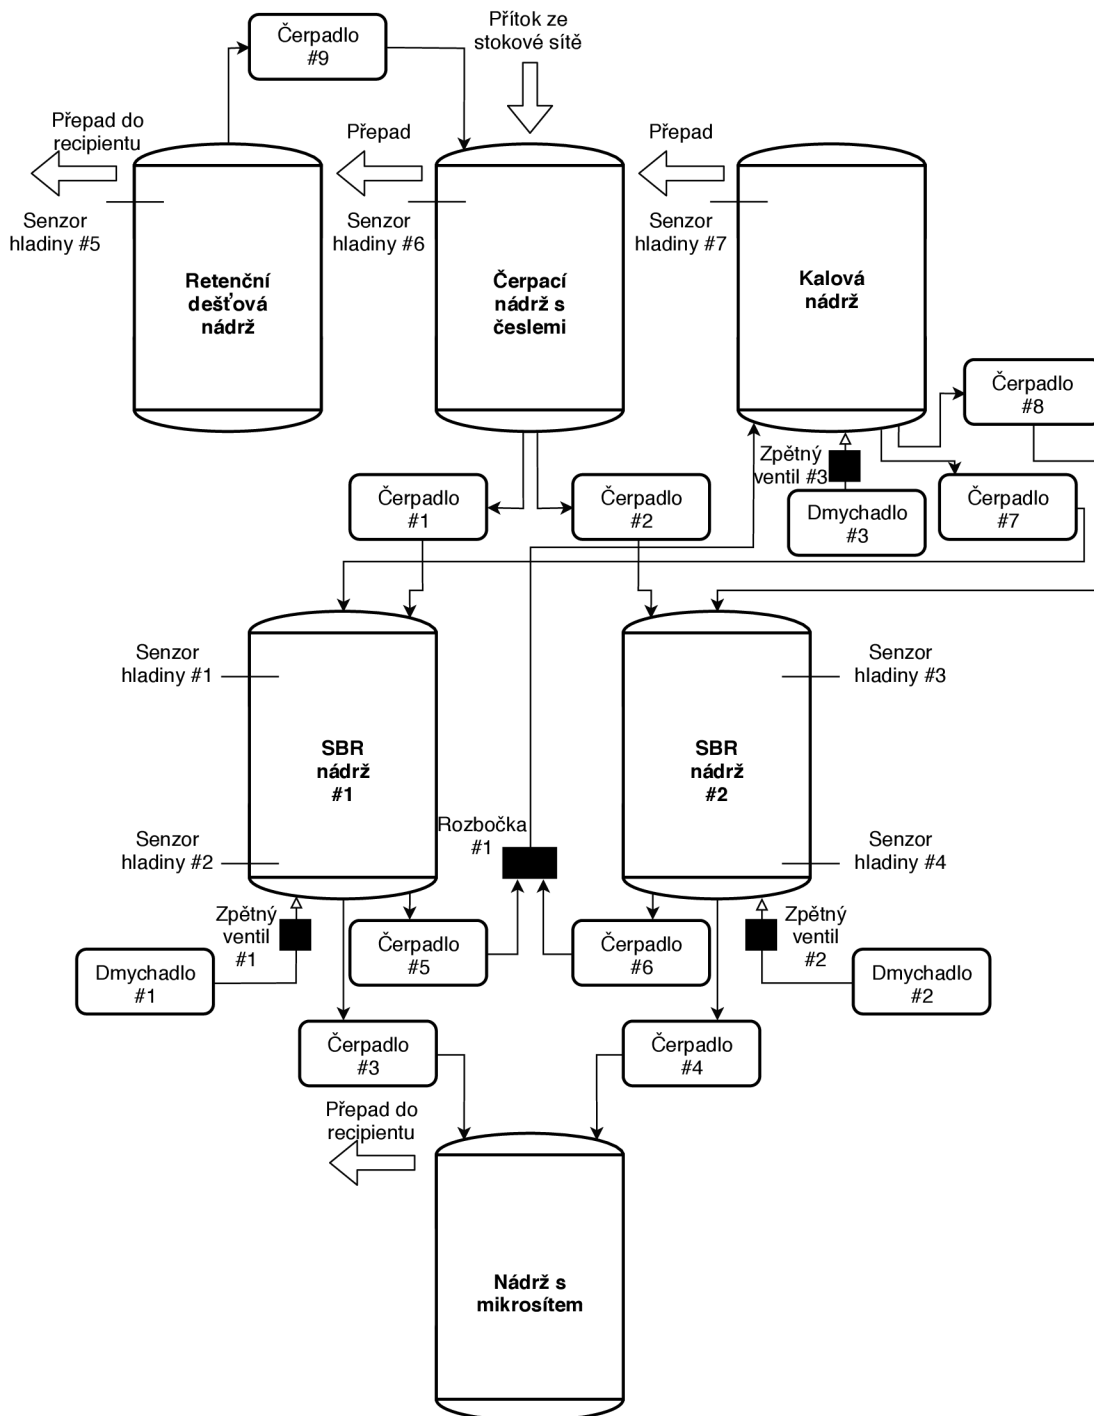 Přítok ze
stokové sítě
Čerpadlo
#9
Přepad do
recipientu
Přepad
Přepad
Senzor
hladiny #5
Senzor
hladiny #6
Senzor
hladiny #7
Retenční
dešťová
nádrž
Čerpací
nádrž s
česlemi
Kalová
nádrž
Čerpadlo
#8
Zpětný
ventil #3
Čerpadlo
#1
Čerpadlo
#2
Dmychadlo
#3
Čerpadlo
#7
Senzor
hladiny #1
Senzor
hladiny #3
SBR
nádrž
#1
SBR
nádrž
#2
Senzor
hladiny #2
Rozbočka
#1
Senzor
hladiny #4
Zpětný
ventil
#1
Čerpadlo
#5
Čerpadlo
#6
Zpětný
ventil
#2
Dmychadlo
#1
Dmychadlo
#2
Čerpadlo
#3
Čerpadlo
#4
Přepad do
recipientu
Nádrž s
mikrosítem